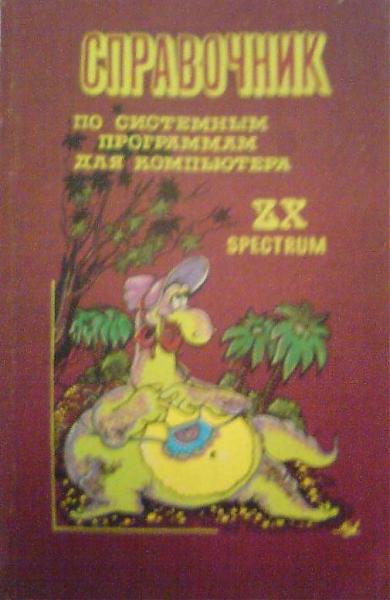 СПРАВОЧНИК
ПО СИСТЕМНЫМ
ПРОГРАММАМ
ДЛЯ КОМПЬЮТЕРА
ZX
SPECTRUM